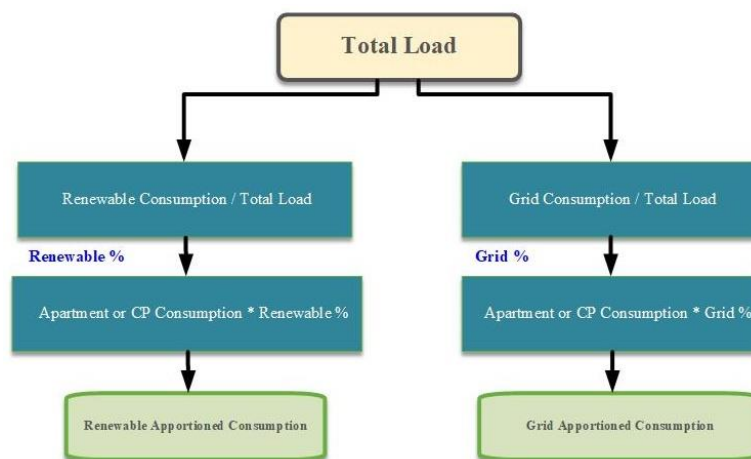 Total Load
Renewable Consumption / Total Load
Grid Consumption / Total Load
Renewable %
Grid %
Apartment or CP Consumption * Renewable %
Apartment or CP Consumption * Grid %
Renewable Apportioned Consumption
Grid Apportioned Consumption